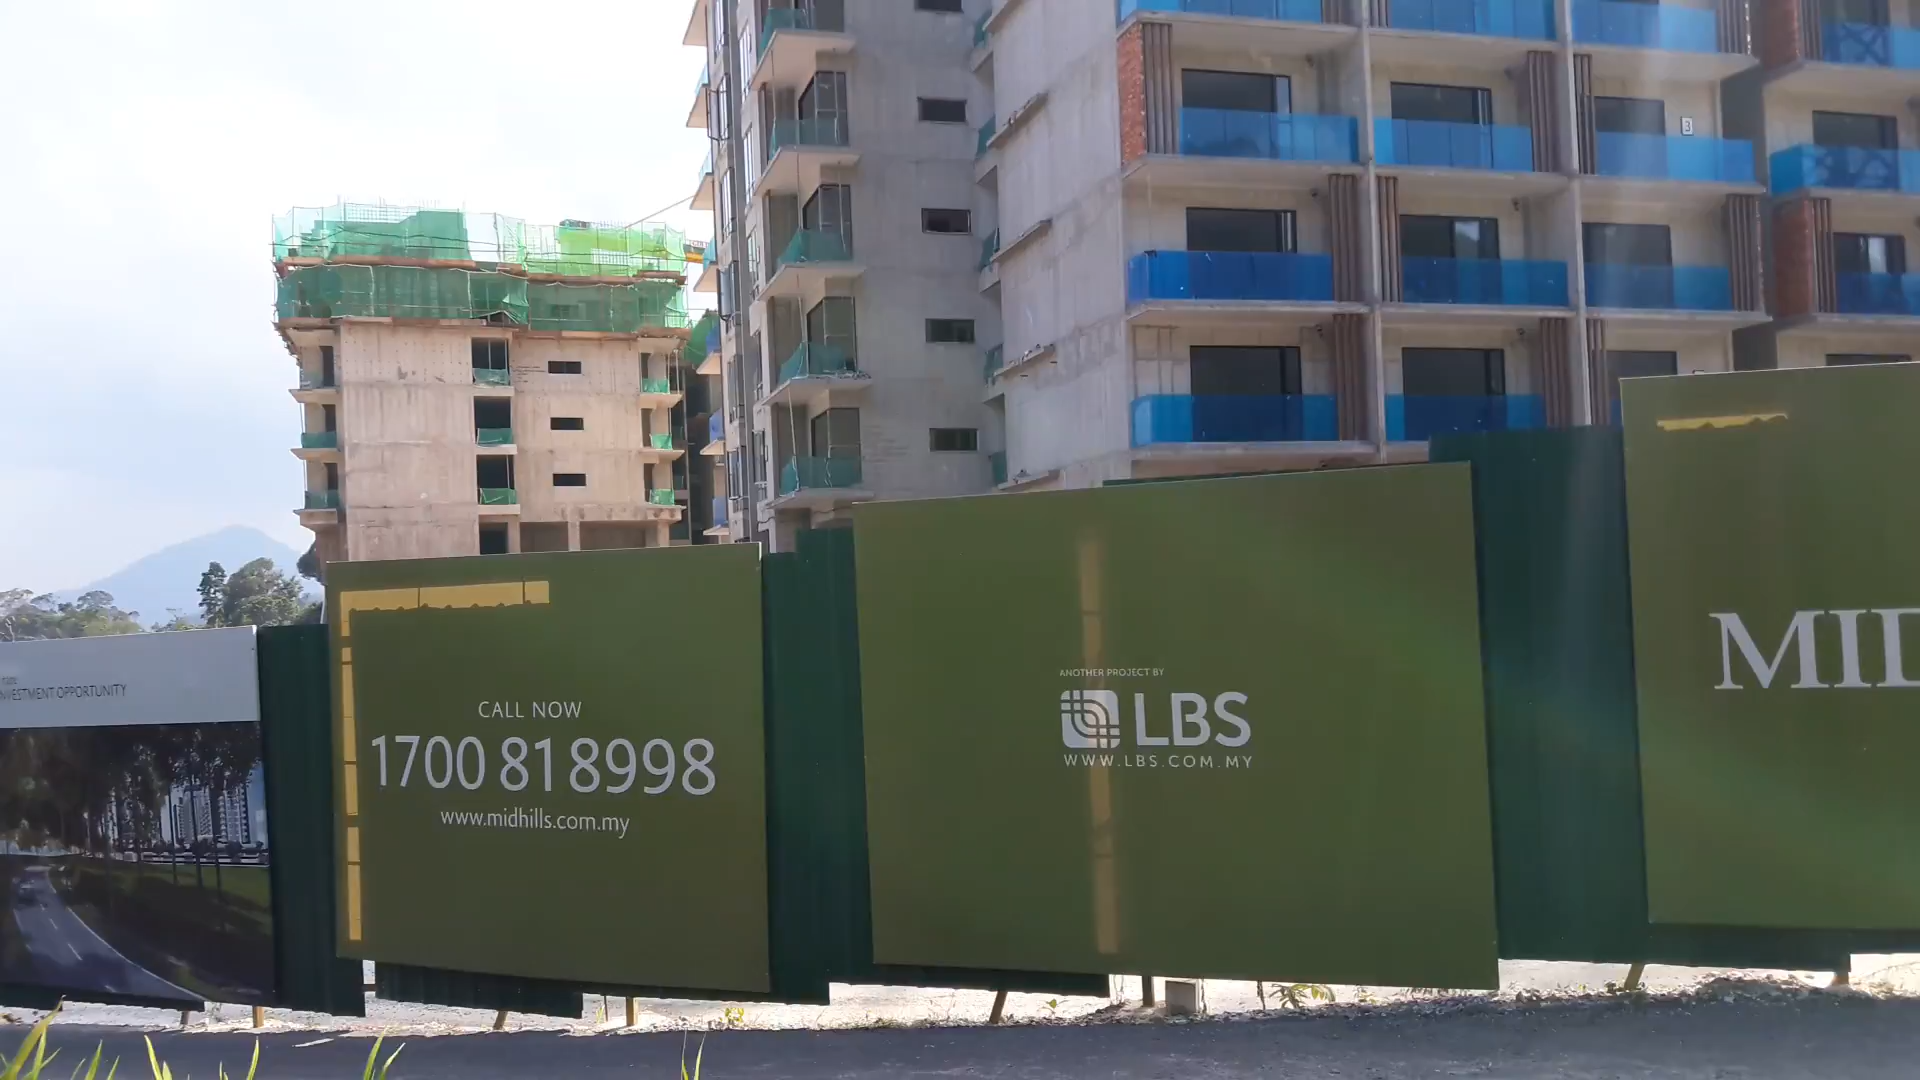 INVESTMENT OPPORTUNITY
CALL NOW
1700 81 8998
www.midhills.com.my
ANOTHER PROJECT BY
LBS
WWW.LBS.COM.MY
MID
3